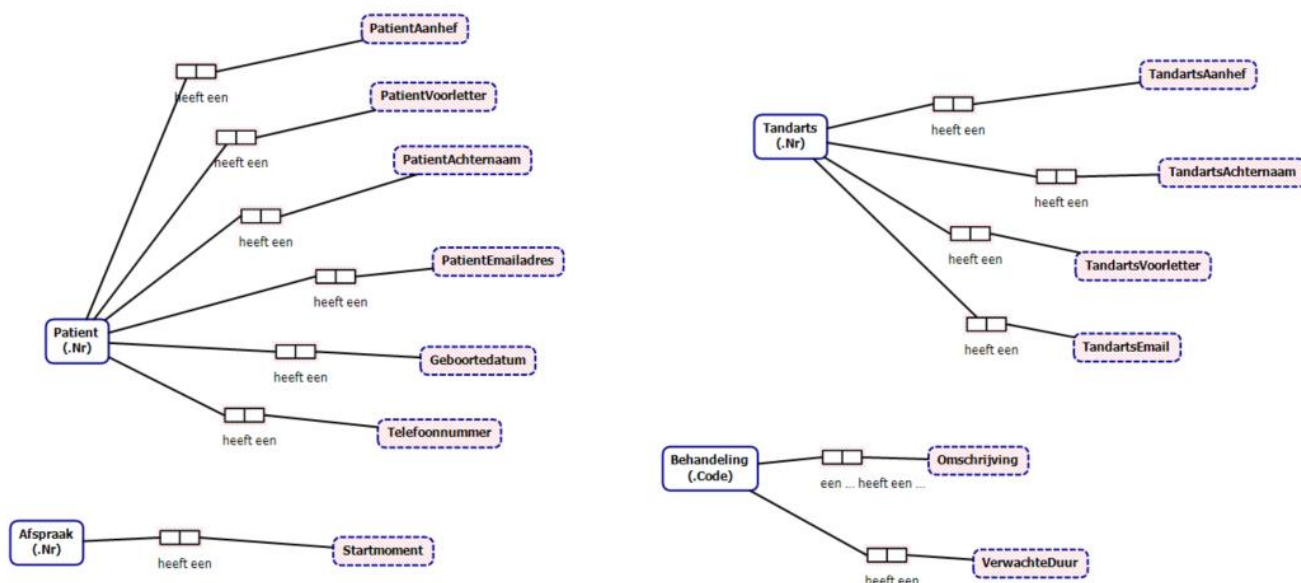 PatientAanhef
heeft een
PatientVoorletter
heeft een
PatientAchternaam
heeft een
PatientEmailadres
heeft een
Patient
(.Nr)
Geboortedatum
heeft een
Telefoonnummer
heeft een
Afspraak
(.Nr)
Startmoment
heeft een
TandartsAanhef
heeft een
Tandarts
(.Nr)
TandartsAchternaam
heeft een
TandartsVoorletter
heeft een
TandartsEmail
heeft een
Behandeling
(.Code)
Omschrijving
een ... heeft een ...
VerwachteDuur
heeft een